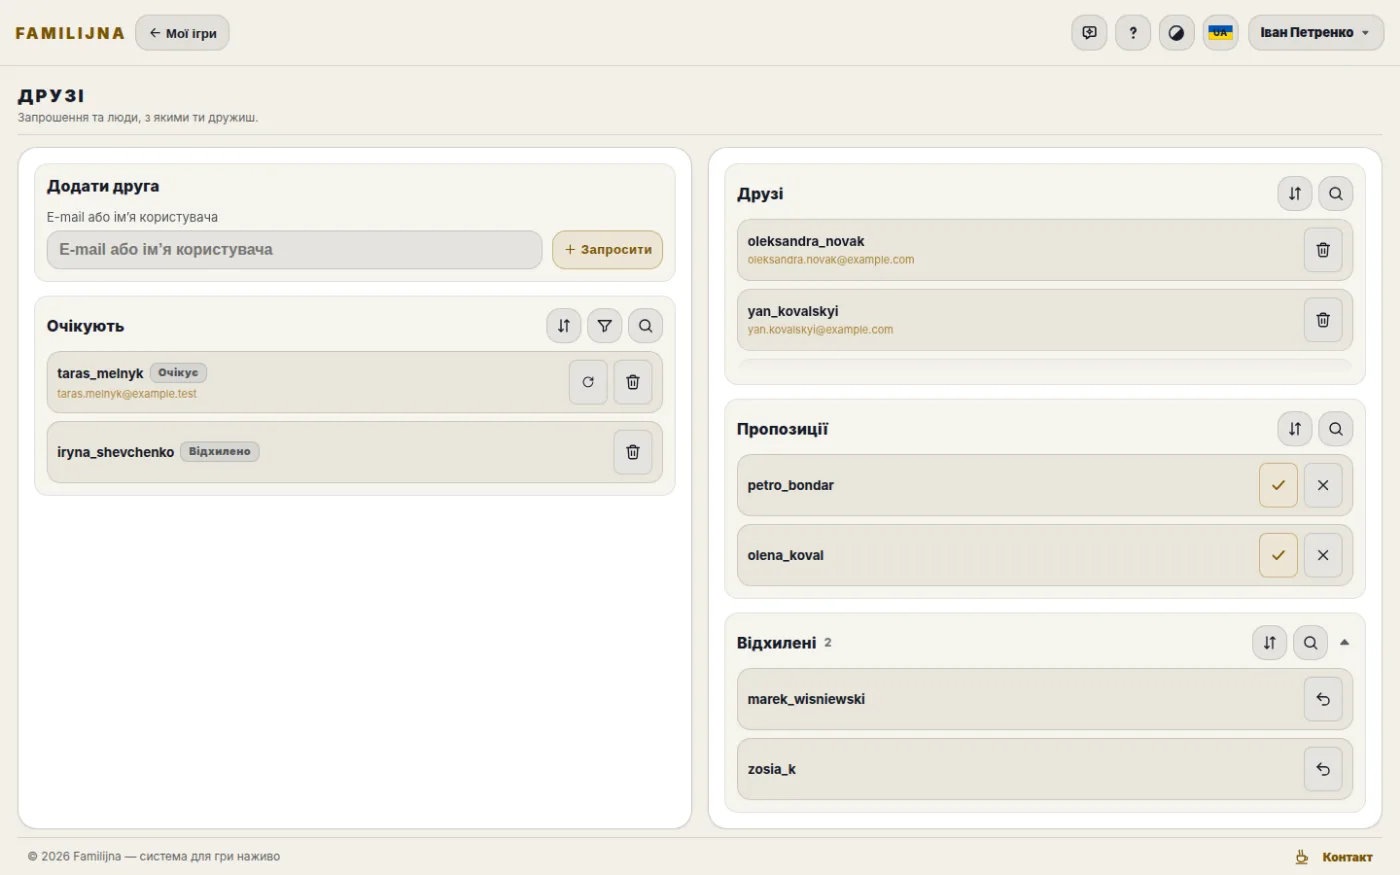 FAMILIJNA
← Мої ігри
?
UA
Іван Петренко
ДРУЗІ
Запрошення та люди, з якими ти дружиш.
Додати друга
E-mail або ім’я користувача
E-mail або ім’я користувача
+ Запросити
Очікують
taras_melnyk Очікує
taras.melnyk@example.test
iryna_shevchenko Відхилено
Друзі
oleksandra_novak
oleksandra.novak@example.com
yan_kovalskyi
yan.kovalskyi@example.com
Пропозиції
petro_bondar
olena_koval
Відхилені 2
marek_wisniewski
zosia_k
© 2026 Familijna — система для гри наживо
Контакт